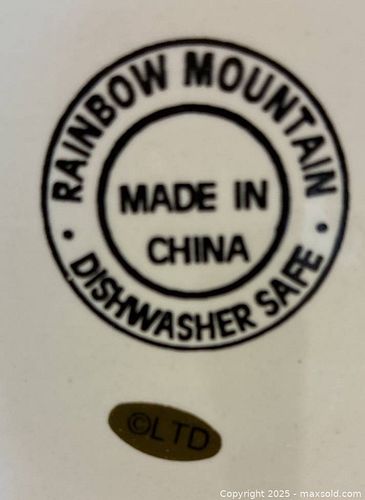 RAINBOW MOUNTAIN
MADE IN
CHINA
• DISHWASHER SAFE •
©LTD
Copyright © 2025 - maxsold.com